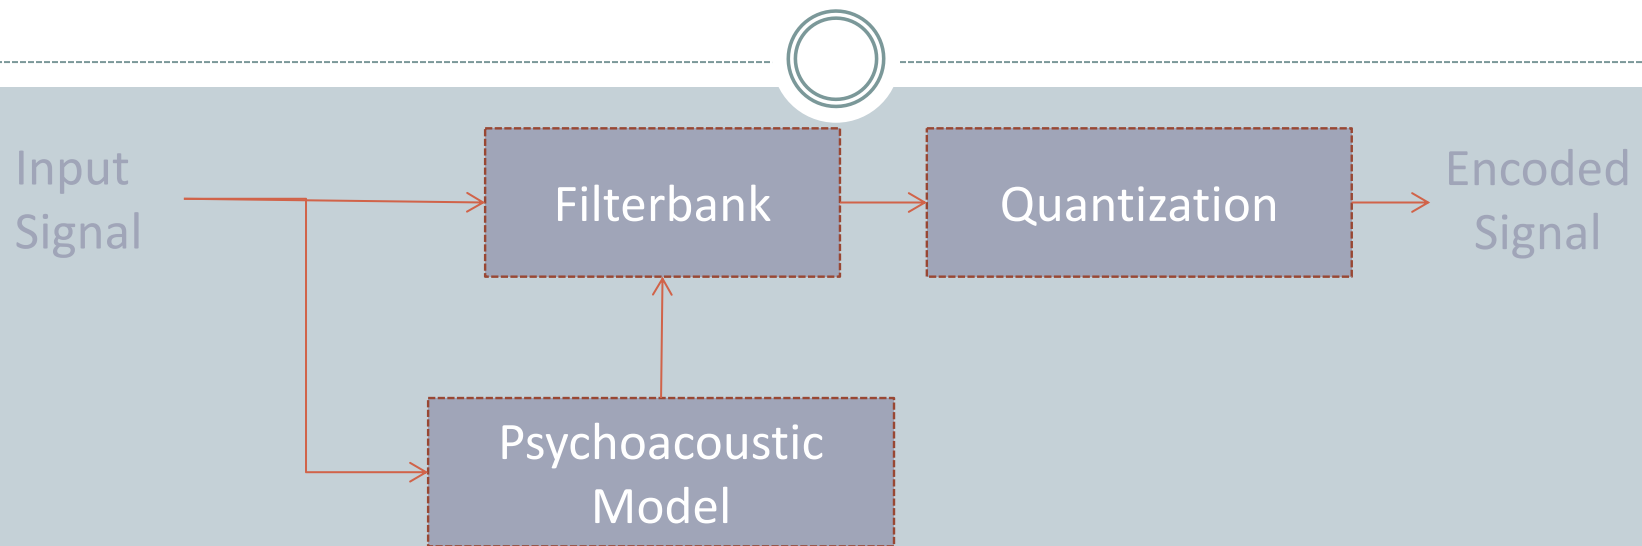 Input
Signal
Filterbank
Quantization
Encoded
Signal
Psychoacoustic
Model